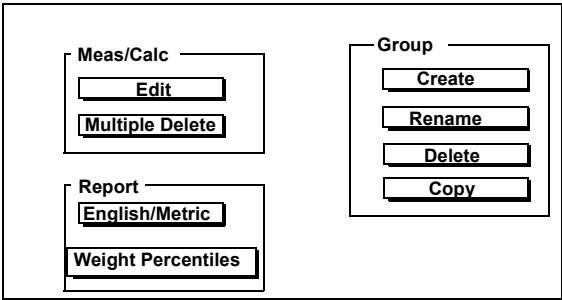 Meas/Calc
Edit
Multiple Delete
Report
English/Metric
Weight Percentiles
Group
Create
Rename
Delete
Copy